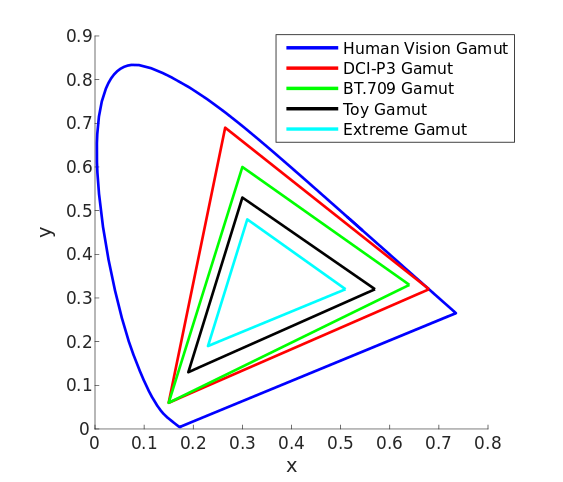 Human Vision Gamut
DCI-P3 Gamut
BT.709 Gamut
Toy Gamut
Extreme Gamut
0.9
0.8
0.7
0.6
0.5
0.4
0.3
0.2
0.1
0
y
0 0.1 0.2 0.3 0.4 0.5 0.6 0.7 0.8
x